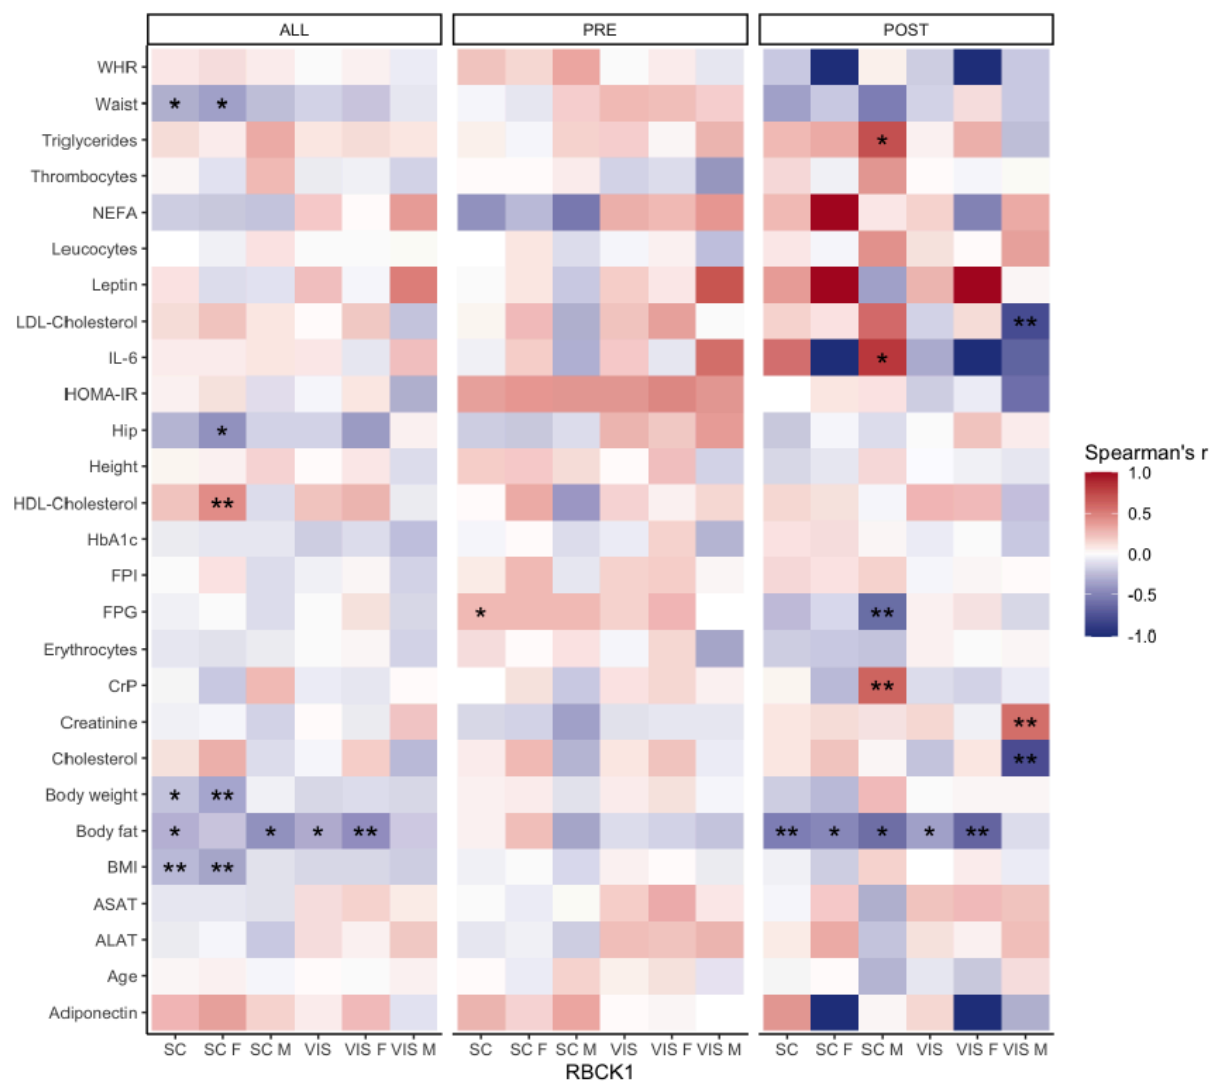 ALL PRE POST
WHR
Waist * *
Triglycerides *
Thrombocytes
NEFA
Leucocytes
Leptin
LDL-Cholesterol **
IL-6 *
HOMA-IR
Hip *
Height
HDL-Cholesterol **
HbA1c
FPI
FPG * **
Erythrocytes
CrP **
Creatinine **
Cholesterol **
Body weight * **
Body fat * * * ** ** * * * **
BMI ** **
ASAT
ALAT
Age
Adiponectin
SC SC F SC M VIS VIS F VIS M SC SC F SC M VIS VIS F VIS M SC SC F SC M VIS VIS F VIS M
RBCK1
Spearman's r
1.0
0.5
0.0
-0.5
-1.0